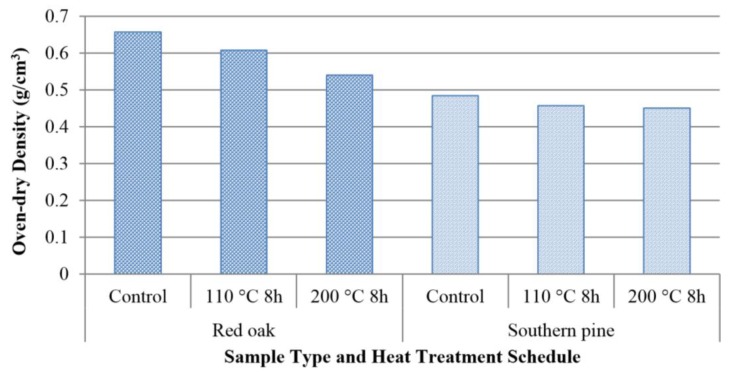 0.7
0.6
0.5
0.4
0.3
0.2
0.1
0
Oven-dry Density (g/cm³)
Control 110 °C 8h 200 °C 8h Control 110 °C 8h 200 °C 8h
Red oak Southern pine
Sample Type and Heat Treatment Schedule